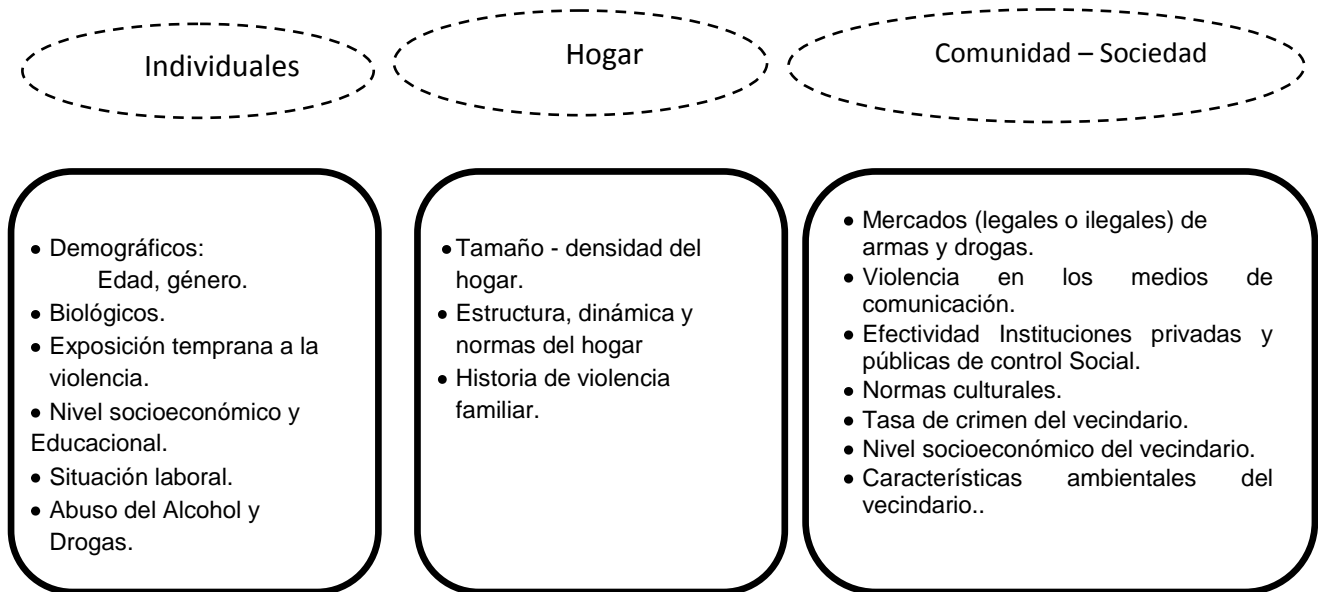 Individuales
Hogar
Comunidad – Sociedad
• Demográficos:
Edad, género.
• Biológicos.
• Exposición temprana a la
violencia.
• Nivel socioeconómico y
Educacional.
• Situación laboral.
• Abuso del Alcohol y
Drogas.
• Tamaño - densidad del
hogar.
• Estructura, dinámica y
normas del hogar
• Historia de violencia
familiar.
• Mercados (legales o ilegales) de
armas y drogas.
• Violencia en los medios de
comunicación.
• Efectividad Instituciones privadas y
públicas de control Social.
• Normas culturales.
• Tasa de crimen del vecindario.
• Nivel socioeconómico del vecindario.
• Características ambientales del
vecindario..